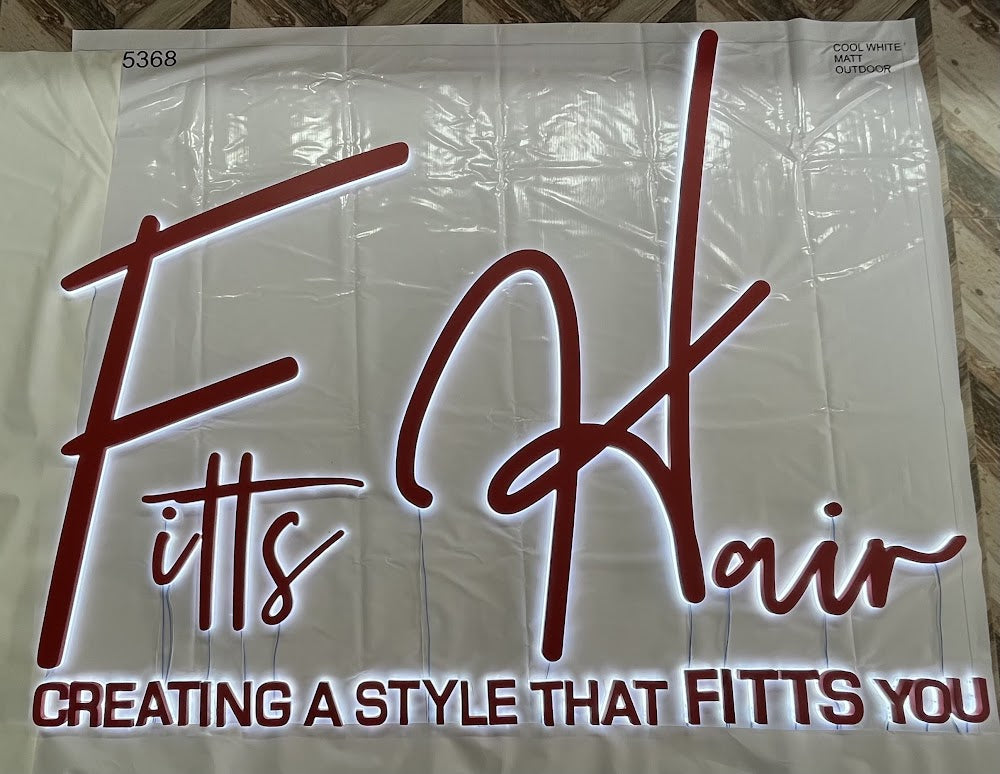 5368
COOL WHITE
MATT
OUTDOOR
Fitts Hair
CREATING A STYLE THAT FITTS YOU